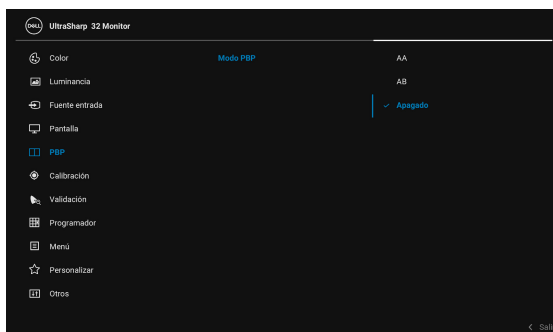 DELL UltraSharp 32 Monitor
Color Modo PBP AA
Luminancia AB
Fuente entrada Apagado
Pantalla
PBP
Calibración
Validación
Programador
Menú
Personalizar
Otros